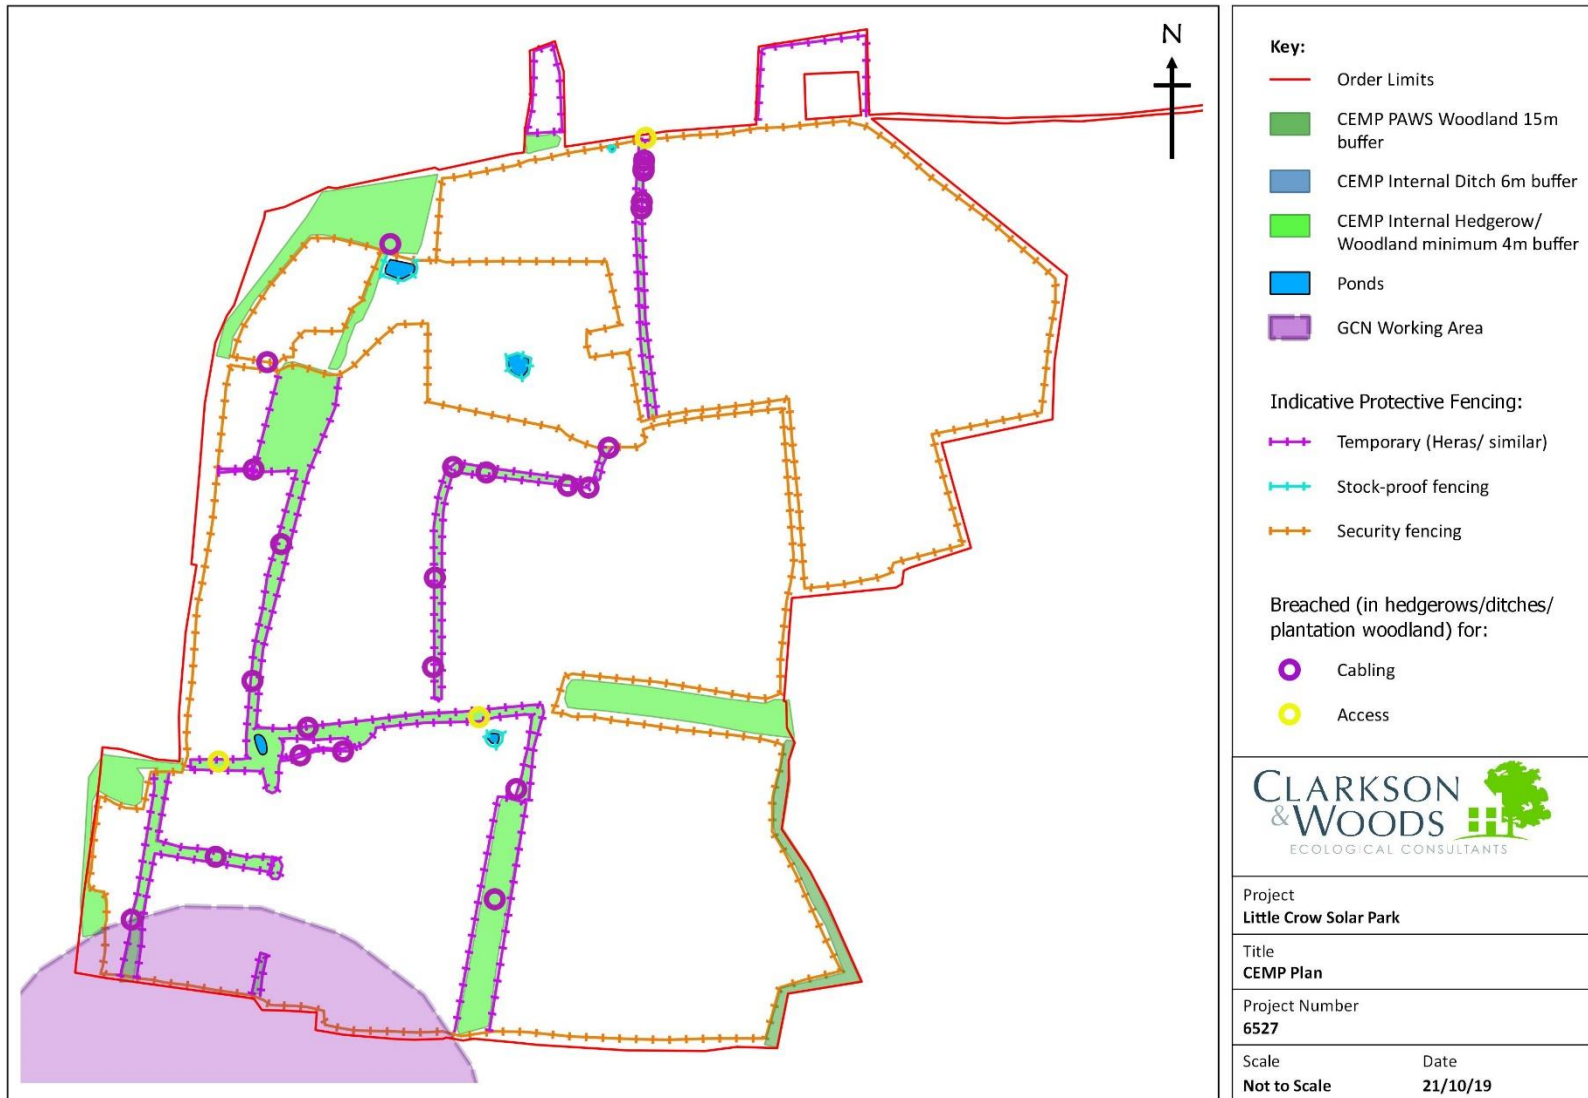 N
Key:
Order Limits
CEMP PAWS Woodland 15m
buffer
CEMP Internal Ditch 6m buffer
CEMP Internal Hedgerow/
Woodland minimum 4m buffer
Ponds
GCN Working Area
Indicative Protective Fencing:
Temporary (Heras/ similar)
Stock-proof fencing
Security fencing
Breached (in hedgerows/ditches/
plantation woodland) for:
Cabling
Access
CLARKSON
&WOODS
ECOLOGICAL CONSULTANTS
Project
Little Crow Solar Park
Title
CEMP Plan
Project Number
6527
Scale Date
Not to Scale 21/10/19